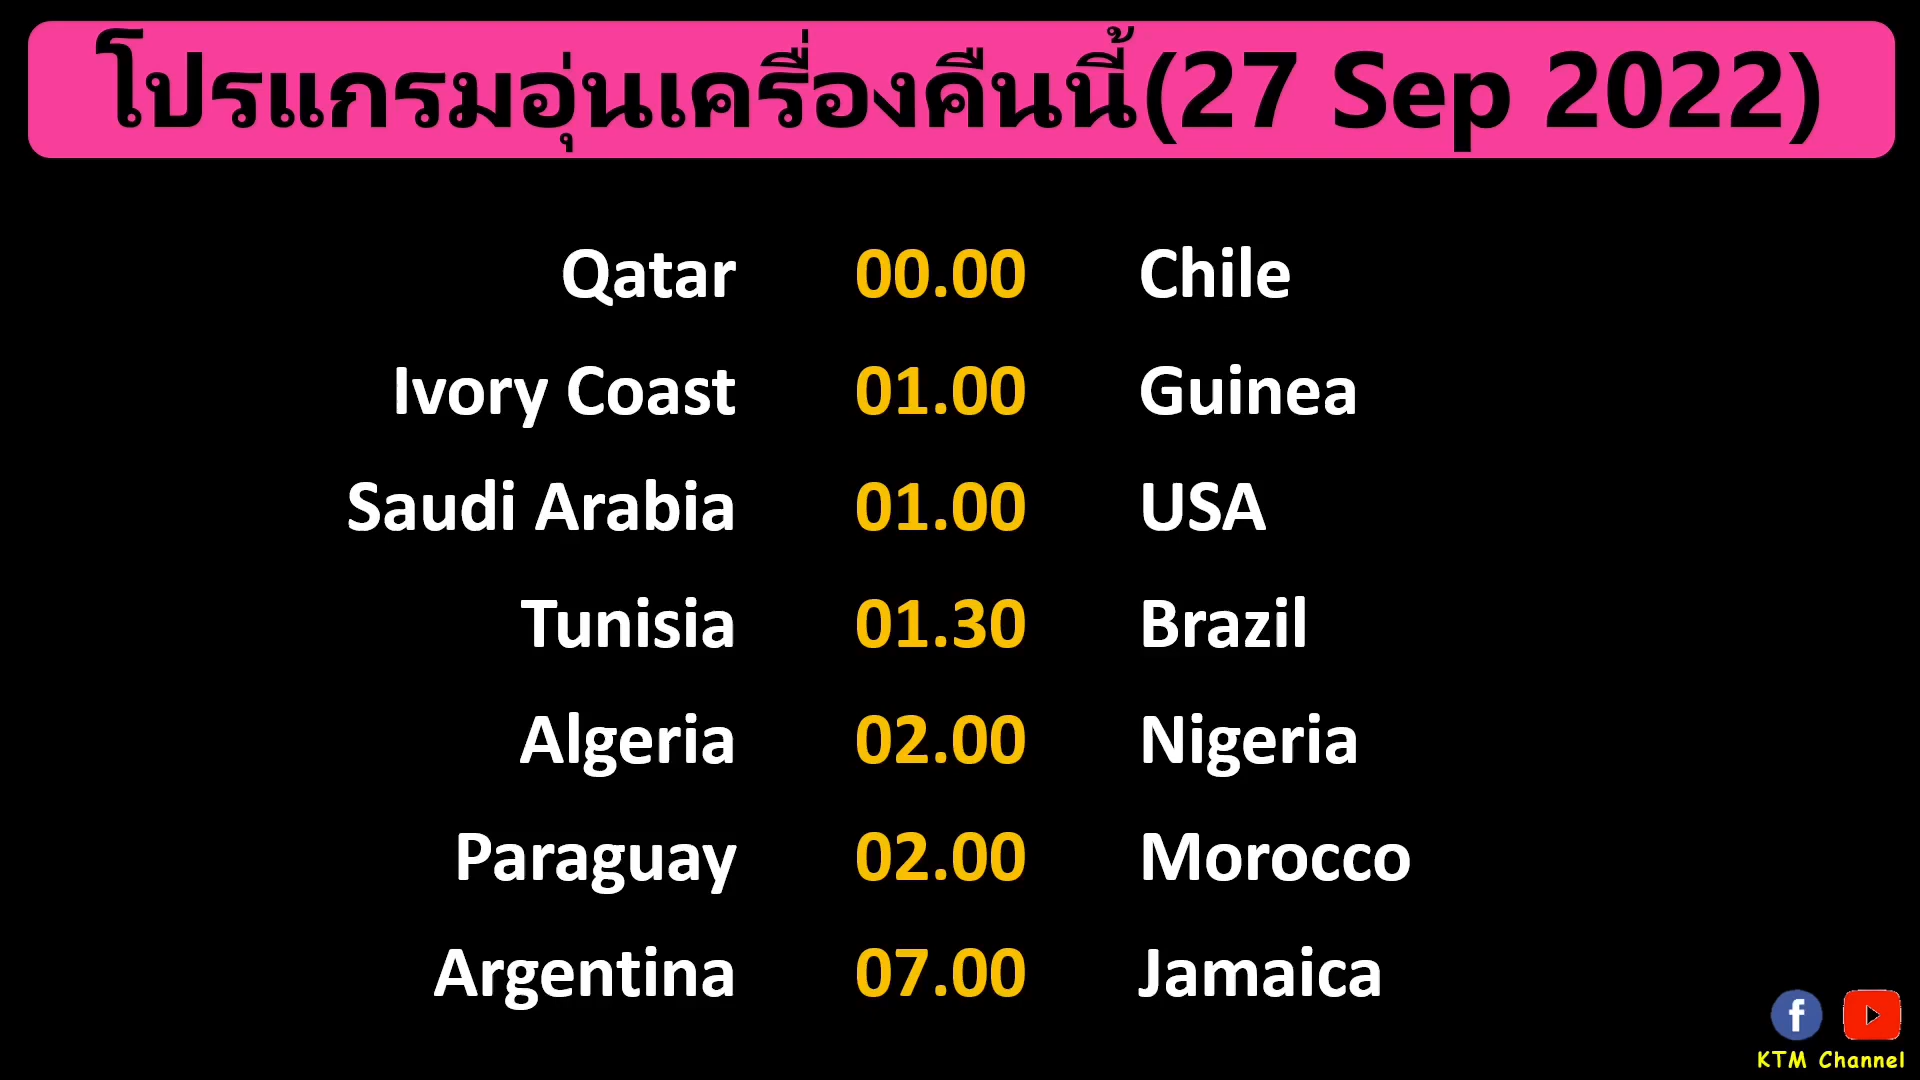 โปรแกรมอุ่นเครื่องคืนนี้(27 Sep 2022)
Qatar 00.00 Chile
Ivory Coast 01.00 Guinea
Saudi Arabia 01.00 USA
Tunisia 01.30 Brazil
Algeria 02.00 Nigeria
Paraguay 02.00 Morocco
Argentina 07.00 Jamaica
f
KTM Channel